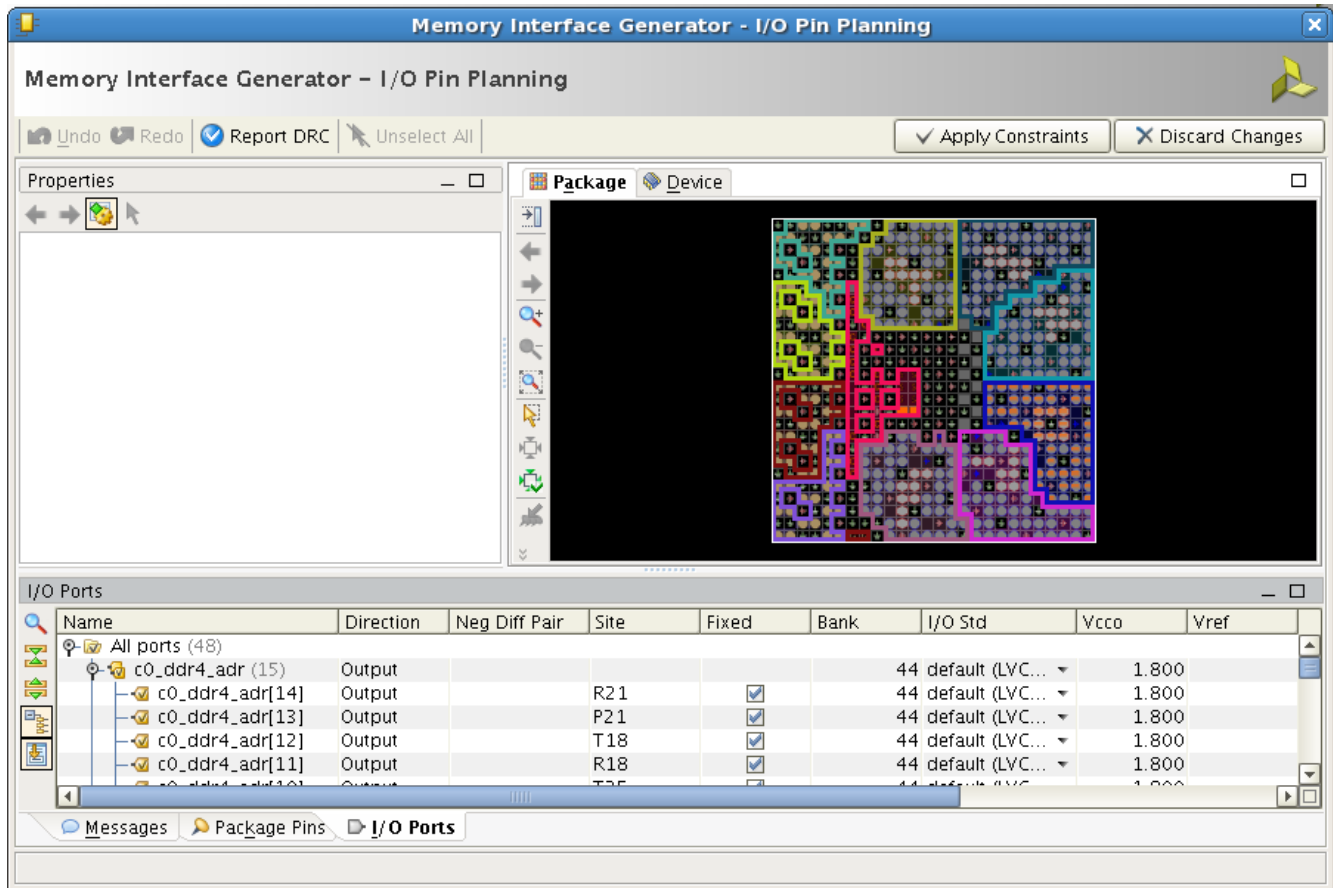 Memory Interface Generator - I/O Pin Planning
Memory Interface Generator – I/O Pin Planning
Undo Redo Report DRC Unselect All Apply Constraints Discard Changes
Properties
Package Device
I/O Ports
Name Direction Neg Diff Pair Site Fixed Bank I/O Std Vcco Vref
All ports (48)
c0_ddr4_adr (15) Output 44 default (LVC... 1.800
c0_ddr4_adr[14] Output R21 44 default (LVC... 1.800
c0_ddr4_adr[13] Output P21 44 default (LVC... 1.800
c0_ddr4_adr[12] Output T18 44 default (LVC... 1.800
c0_ddr4_adr[11] Output R18 44 default (LVC... 1.800
Messages Package Pins I/O Ports